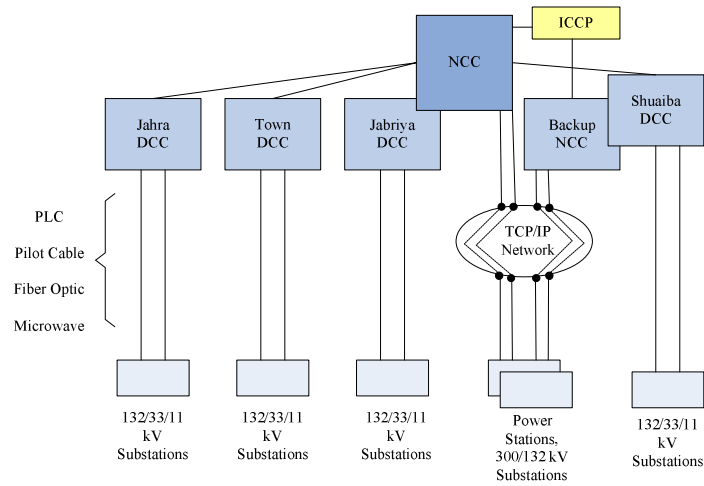 ICCP
NCC
Shuaiba
DCC
Jahra
DCC
Town
DCC
Jabriya
DCC
Backup
NCC
PLC
Pilot Cable
Fiber Optic
Microwave
TCP/IP
Network
132/33/11
kV
Substations
132/33/11
kV
Substations
132/33/11
kV
Substations
Power
Stations,
300/132 kV
Substations
132/33/11
kV
Substations